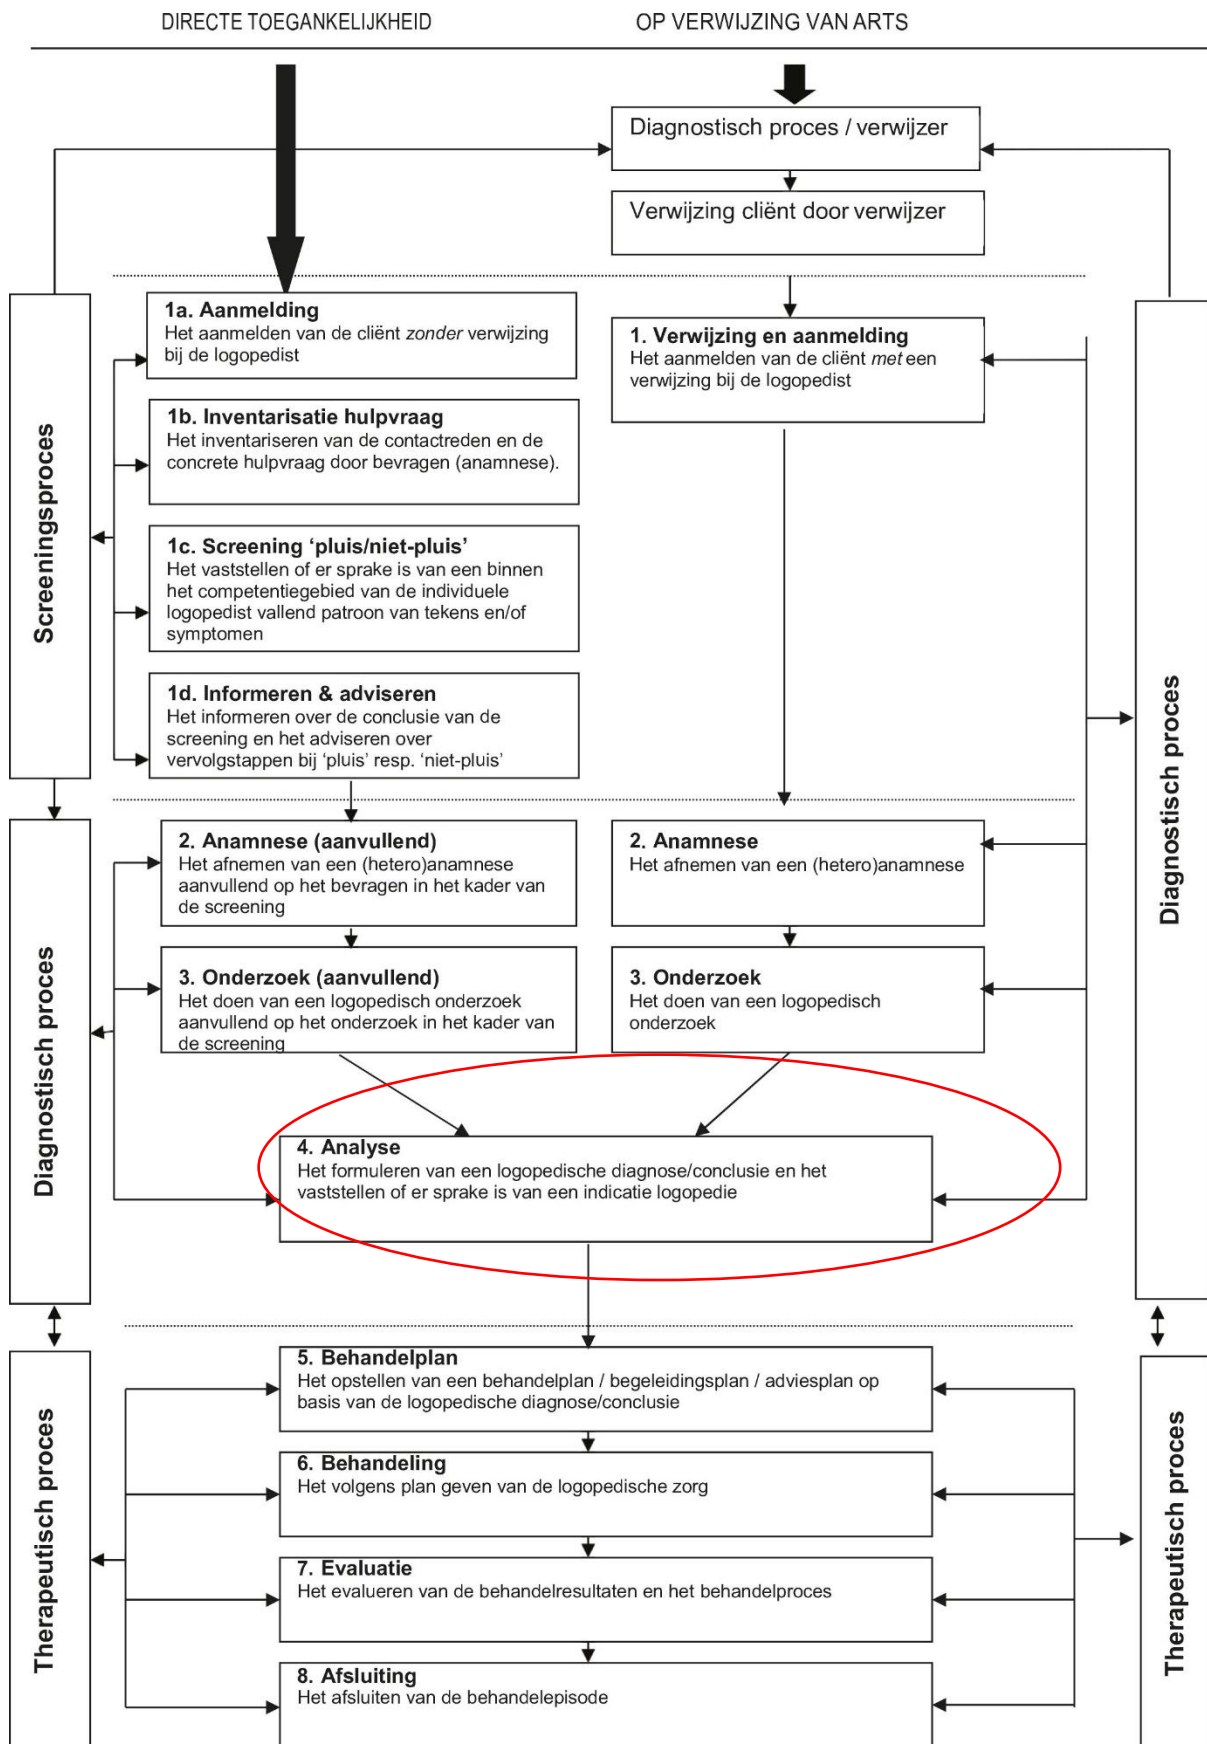 DIRECTE TOEGANKELIJKHEID
OP VERWIJZING VAN ARTS
Diagnostisch proces / verwijzer
Verwijzing cliënt door verwijzer
Screeningsproces
1a. Aanmelding
Het aanmelden van de cliënt zonder verwijzing
bij de logopedist
1. Verwijzing en aanmelding
Het aanmelden van de cliënt met een
verwijzing bij de logopedist
1b. Inventarisatie hulpvraag
Het inventariseren van de contactreden en de
concrete hulpvraag door bevragen (anamnese).
1c. Screening ‘pluis/niet-pluis’
Het vaststellen of er sprake is van een binnen
het competentiegebied van de individuele
logopedist vallend patroon van tekens en/of
symptomen
1d. Informeren & adviseren
Het informeren over de conclusie van de
screening en het adviseren over
vervolgstappen bij ‘pluis’ resp. ‘niet-pluis’
Diagnostisch proces
Diagnostisch proces
2. Anamnese (aanvullend)
Het afnemen van een (hetero)anamnese
aanvullend op het bevragen in het kader van
de screening
2. Anamnese
Het afnemen van een (hetero)anamnese
3. Onderzoek (aanvullend)
Het doen van een logopedisch onderzoek
aanvullend op het onderzoek in het kader van
de screening
3. Onderzoek
Het doen van een logopedisch
onderzoek
4. Analyse
Het formuleren van een logopedische diagnose/conclusie en het
vaststellen of er sprake is van een indicatie logopedie
Therapeutisch proces
5. Behandelplan
Het opstellen van een behandelplan / begeleidingsplan / adviesplan op
basis van de logopedische diagnose/conclusie
6. Behandeling
Het volgens plan geven van de logopedische zorg
7. Evaluatie
Het evalueren van de behandelresultaten en het behandelproces
8. Afsluiting
Het afsluiten van de behandelepisode
Therapeutisch proces